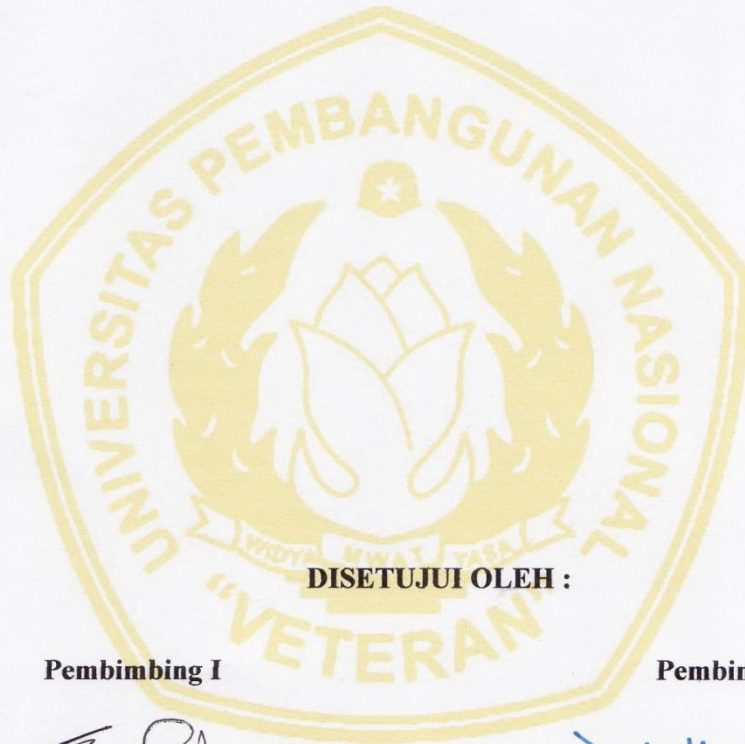 UNIVERSITAS PEMBANGUNAN NASIONAL
WIDYA MWAT YASA
"VETERAN"
DISETUJUI OLEH :
Pembimbing I